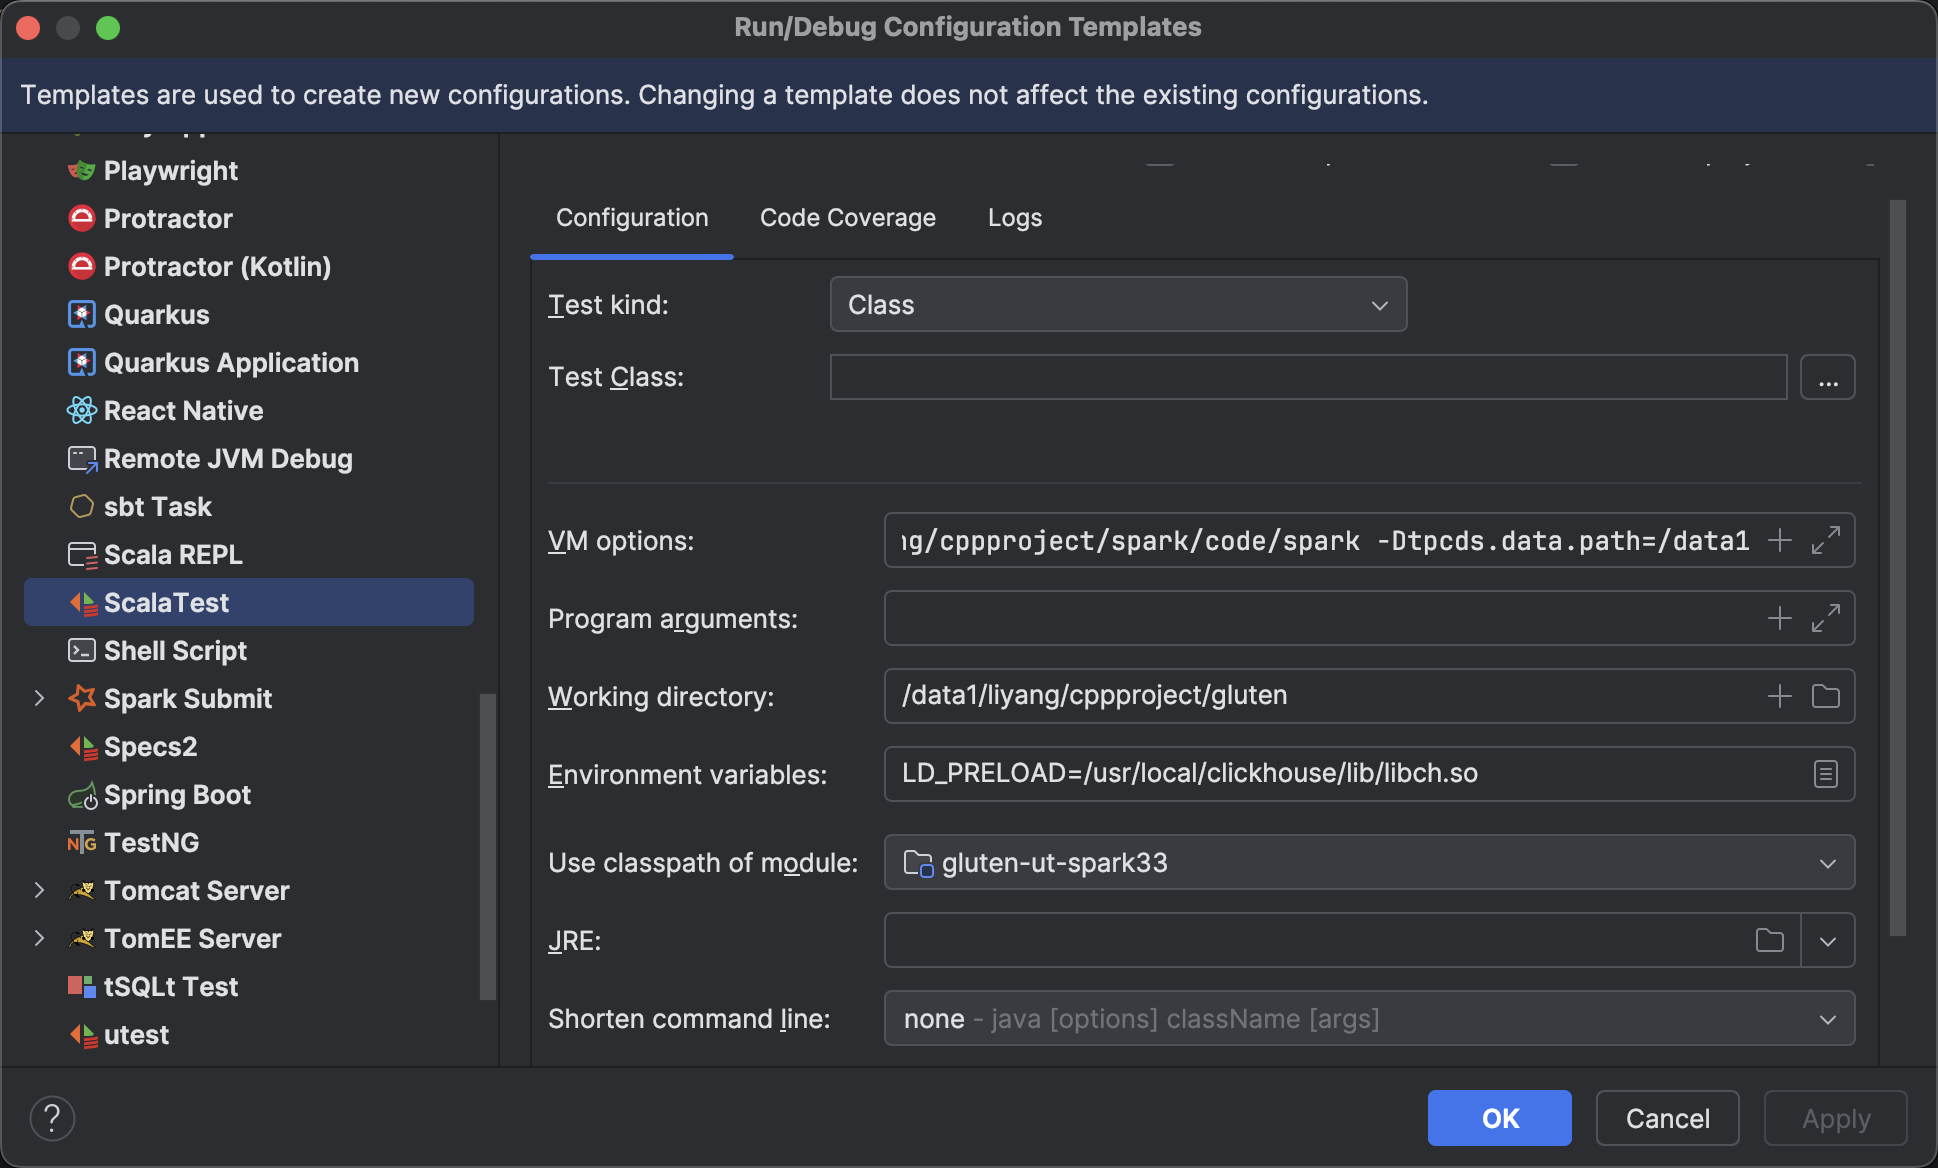 Run/Debug Configuration Templates
Templates are used to create new configurations. Changing a template does not affect the existing configurations.
Playwright
Protractor
Protractor (Kotlin)
Quarkus
Quarkus Application
React Native
Remote JVM Debug
sbt Task
Scala REPL
ScalaTest
Shell Script
Spark Submit
Specs2
Spring Boot
TestNG
Tomcat Server
TomEE Server
tSQLt Test
utest
Configuration Code Coverage Logs
Test kind: Class
Test Class: ...
VM options: ng/cppproject/spark/code/spark -Dtpcds.data.path=/data1
Program arguments:
Working directory: /data1/liyang/cppproject/gluten
Environment variables: LD_PRELOAD=/usr/local/clickhouse/lib/libch.so
Use classpath of module: gluten-ut-spark33
JRE:
Shorten command line: none - java [options] className [args]
? OK Cancel Apply